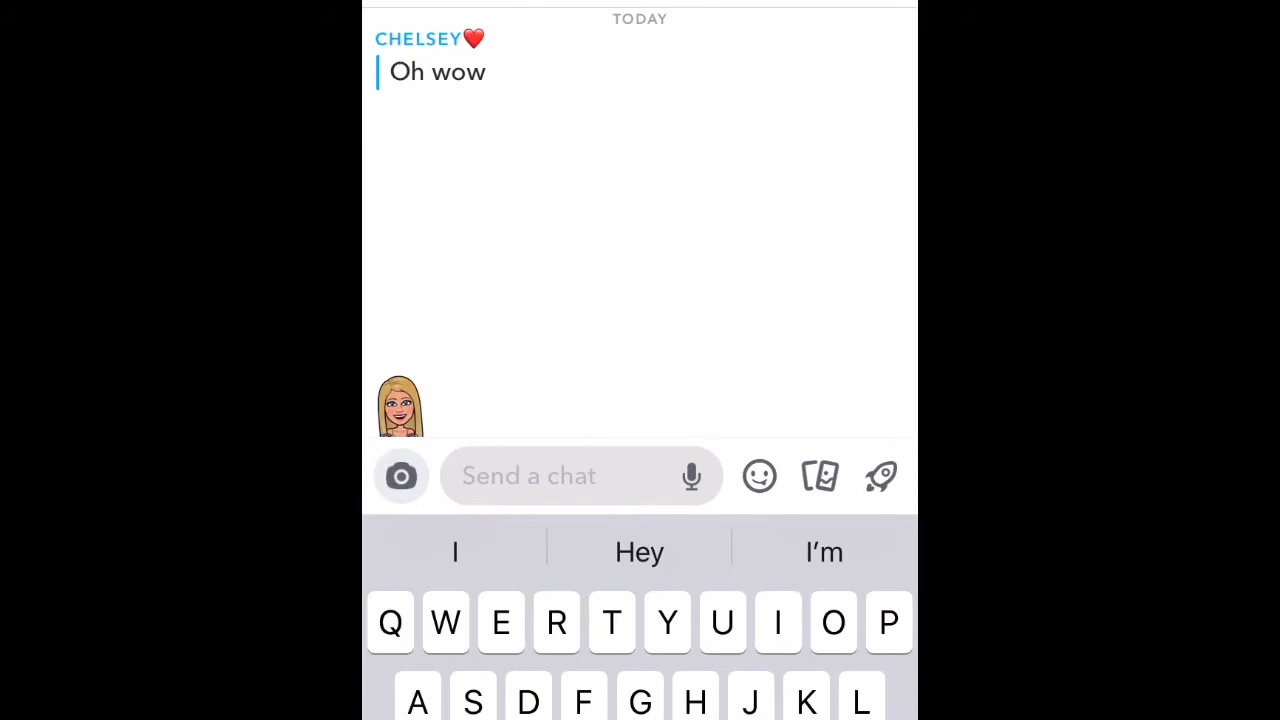 TODAY
CHELSEY❤️
Oh wow
Send a chat
I Hey I’m
Q W E R T Y U I O P
A S D F G H J K L